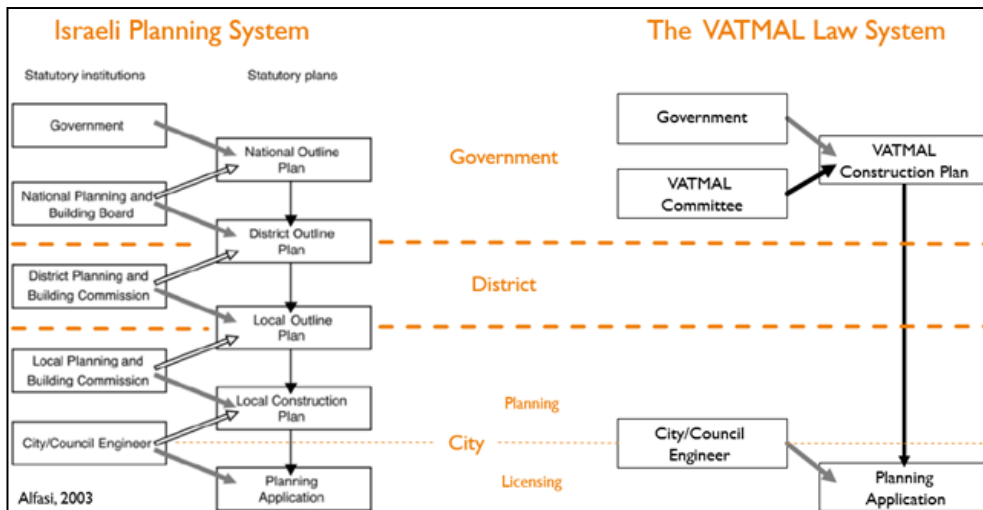 Israeli Planning System
The VATMAL Law System
Statutory institutions
Statutory plans
Government
National Outline
Plan
National Planning and
Building Board
District Outline
Plan
District Planning and
Building Commission
Local Outline
Plan
Local Planning and
Building Commission
Local Construction
Plan
City/Council Engineer
Planning
Application
Alfasi, 2003
Government
District
Planning
City
Licensing
Government
VATMAL
Construction Plan
VATMAL
Committee
City/Council
Engineer
Planning
Application